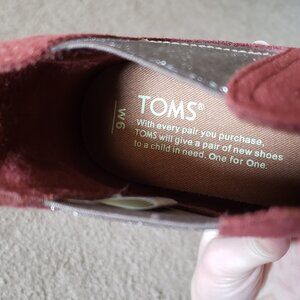 TOMS®
With every pair you purchase,
TOMS will give a pair of new shoes
to a child in need. One for One.
W6